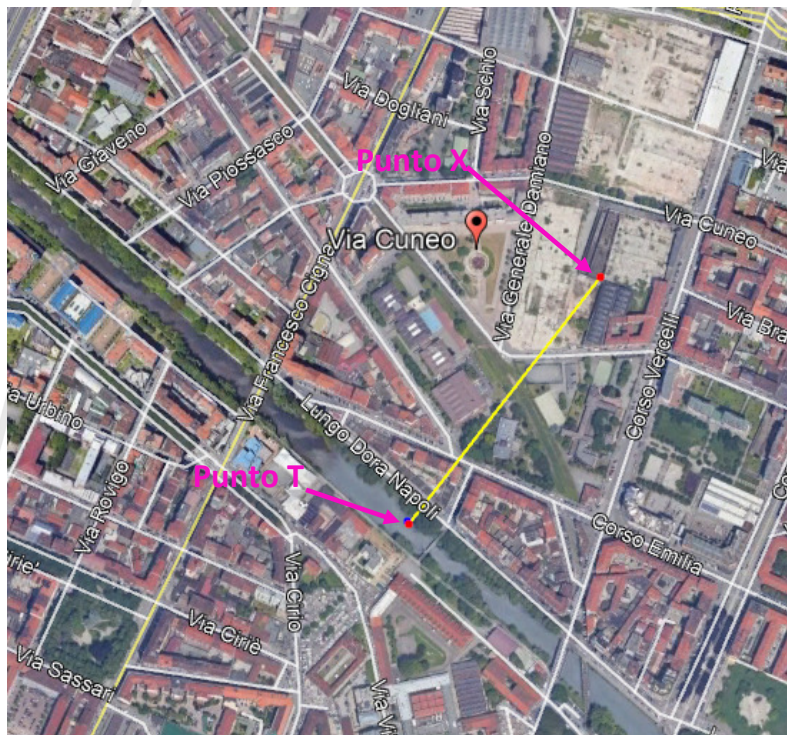 Via Schio
Via Dogliani
Via Giaveno
Via Piossasco
Punto X
Via Generale Damiano
Via Cuneo
Via Cuneo
Via Francesco Cigna
Via Bra
Corso Vercelli
Via Urbino
Lungo Dora Napoli
Punto T
Via Rovigo
Corso Emilia
Via Cirio
Via Ciriè
Via Sassari